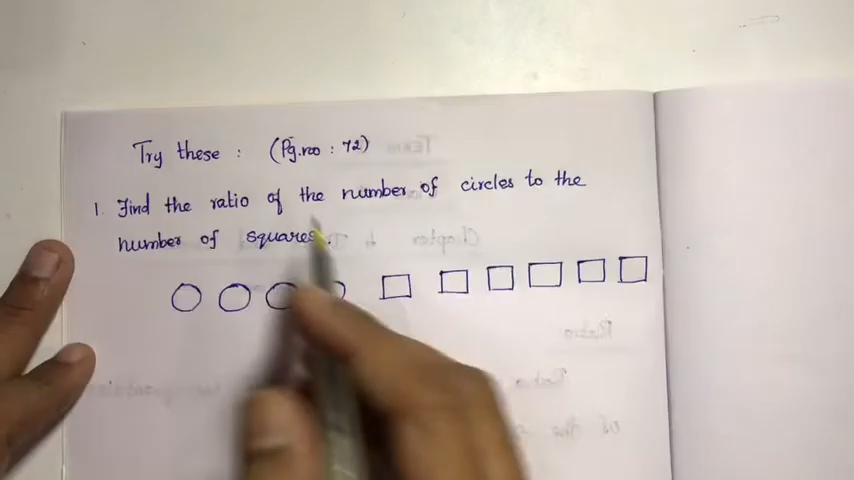 Try these : (Pg.no : 72)
1. Find the ratio of the number of circles to the
number of squares.